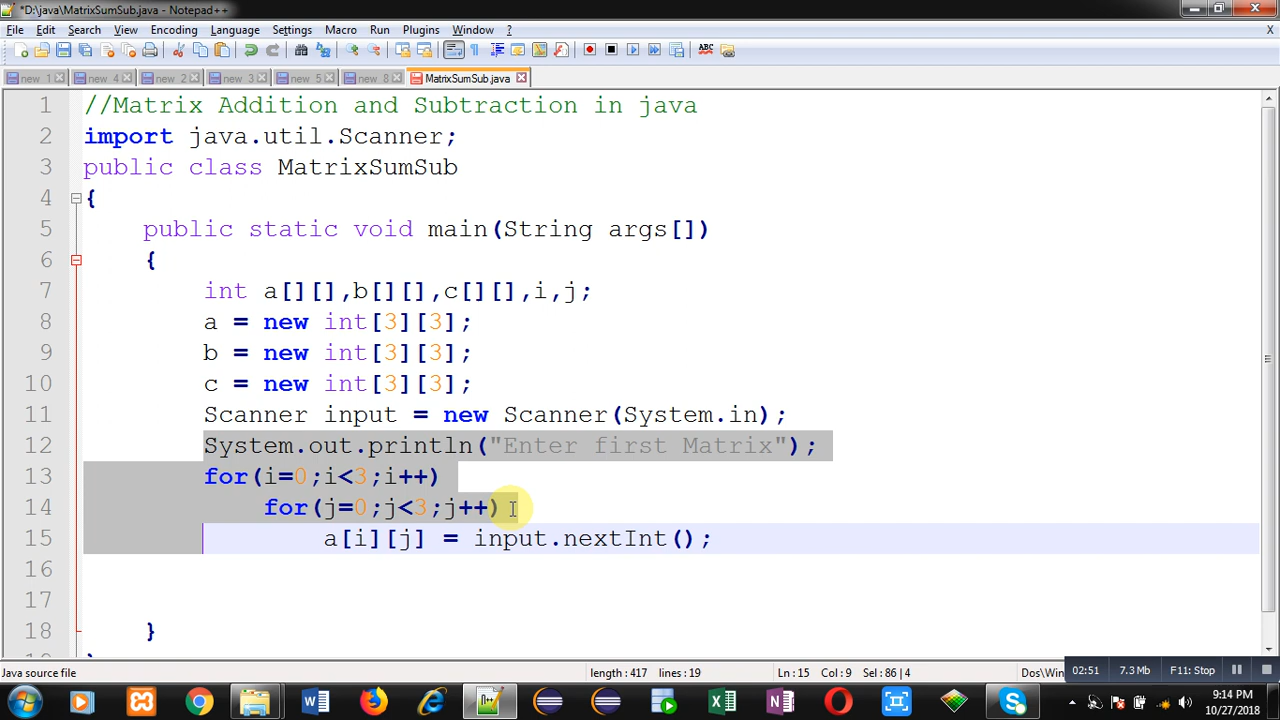 *D:\java\MatrixSumSub.java - Notepad++
File Edit Search View Encoding Language Settings Macro Run Plugins Window ? X
new 1 new 4 new 2 new 3 new 5 new 8 MatrixSumSub.java
1 //Matrix Addition and Subtraction in java
2 import java.util.Scanner;
3 public class MatrixSumSub
4 {
5 public static void main(String args[])
6 {
7 int a[][],b[][],c[][],i,j;
8 a = new int[3][3];
9 b = new int[3][3];
10 c = new int[3][3];
11 Scanner input = new Scanner(System.in);
12 System.out.println("Enter first Matrix");
13 for(i=0;i<3;i++)
14 for(j=0;j<3;j++)
15 a[i][j] = input.nextInt();
16
17
18 }
Java source file length : 417 lines : 19 Ln : 15 Col : 9 Sel : 86 | 4 Dos\Win
02:51 7.3 Mb F11: Stop
9:14 PM
10/27/2018